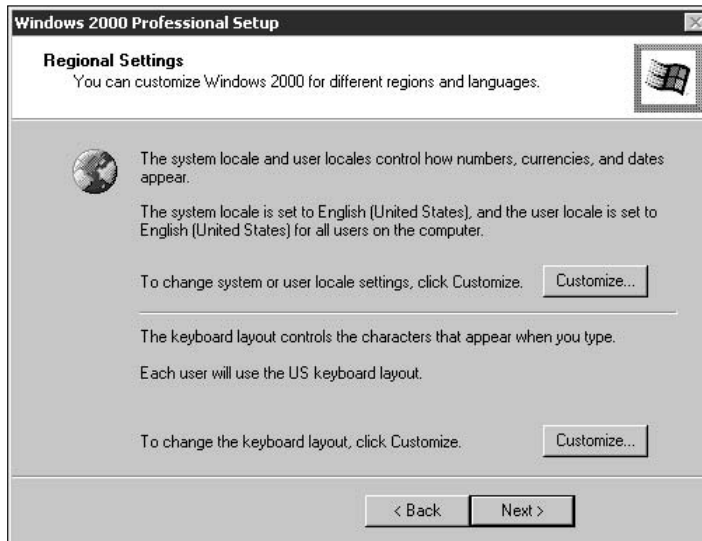 Windows 2000 Professional Setup
Regional Settings
You can customize Windows 2000 for different regions and languages.
The system locale and user locales control how numbers, currencies, and dates
appear.
The system locale is set to English (United States), and the user locale is set to
English (United States) for all users on the computer.
To change system or user locale settings, click Customize.
Customize...
The keyboard layout controls the characters that appear when you type.
Each user will use the US keyboard layout.
To change the keyboard layout, click Customize.
Customize...
< Back
Next >